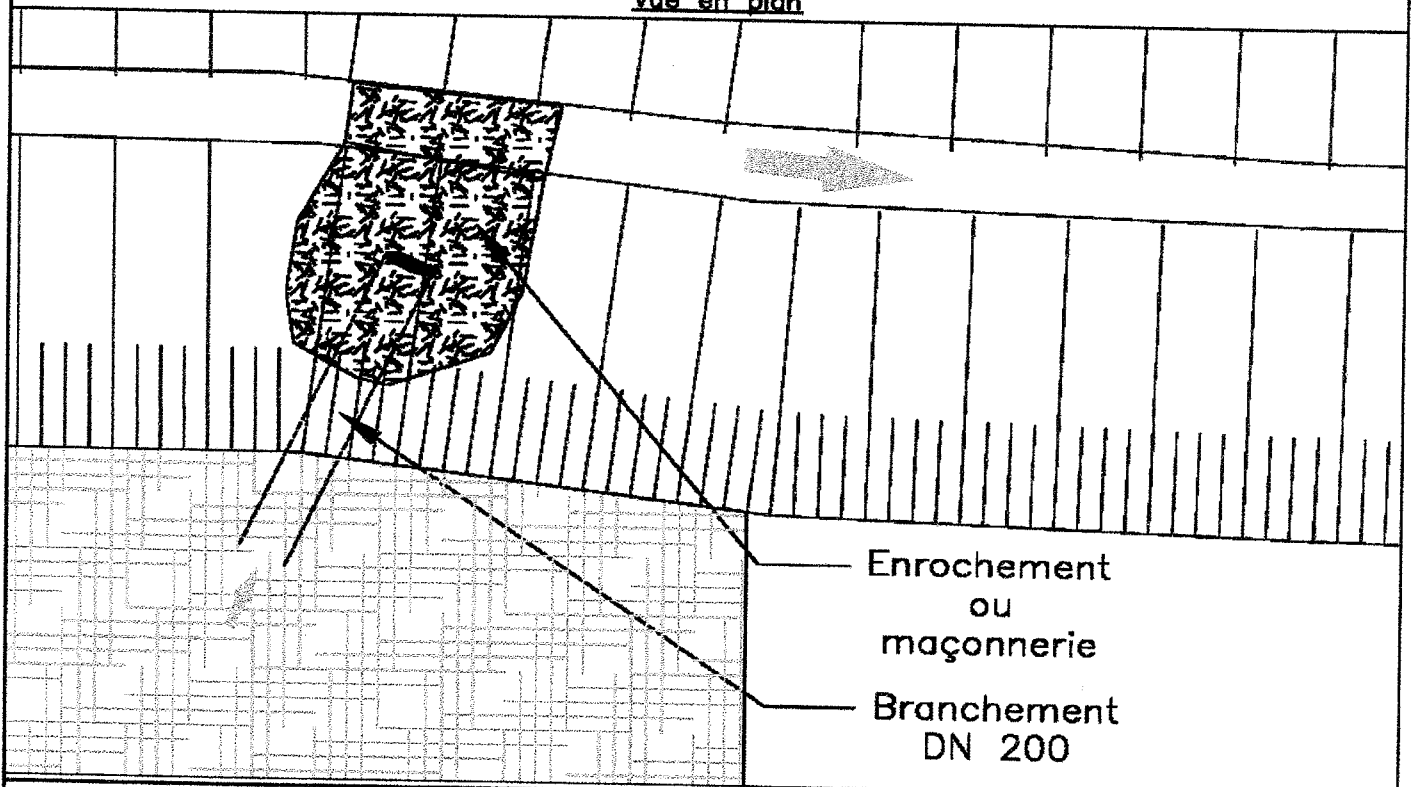 Vue en plan
Enrochement
ou
maçonnerie
Branchement
DN 200